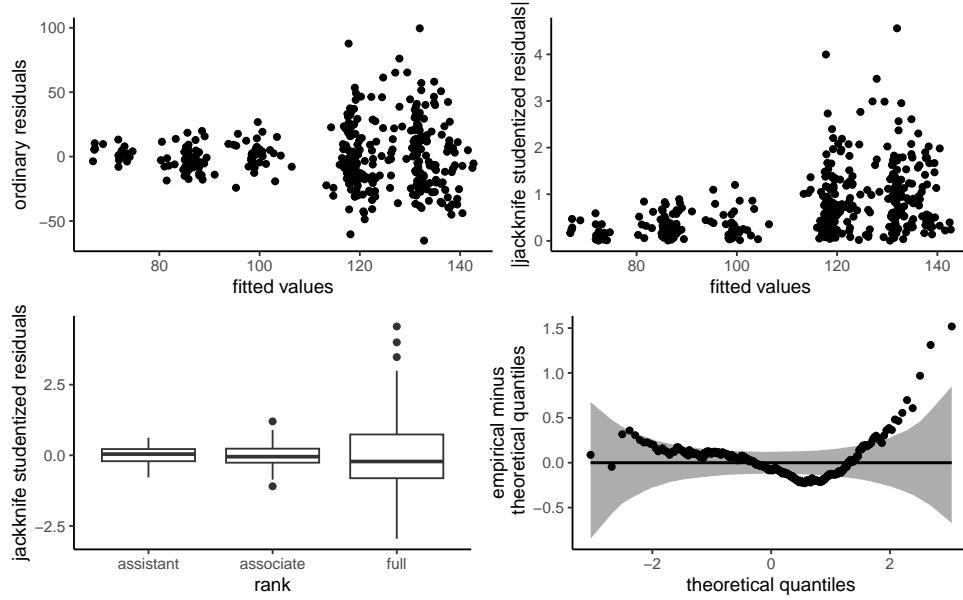 ordinary residuals
100
50
0
−50
80
100
120
140
fitted values
|jackknife studentized residuals|
4
3
2
1
0
80
100
120
140
fitted values
jackknife studentized residuals
2.5
0.0
−2.5
assistant
associate
full
rank
empirical minus
theoretical quantiles
1.5
1.0
0.5
0.0
−0.5
−2
0
2
theoretical quantiles